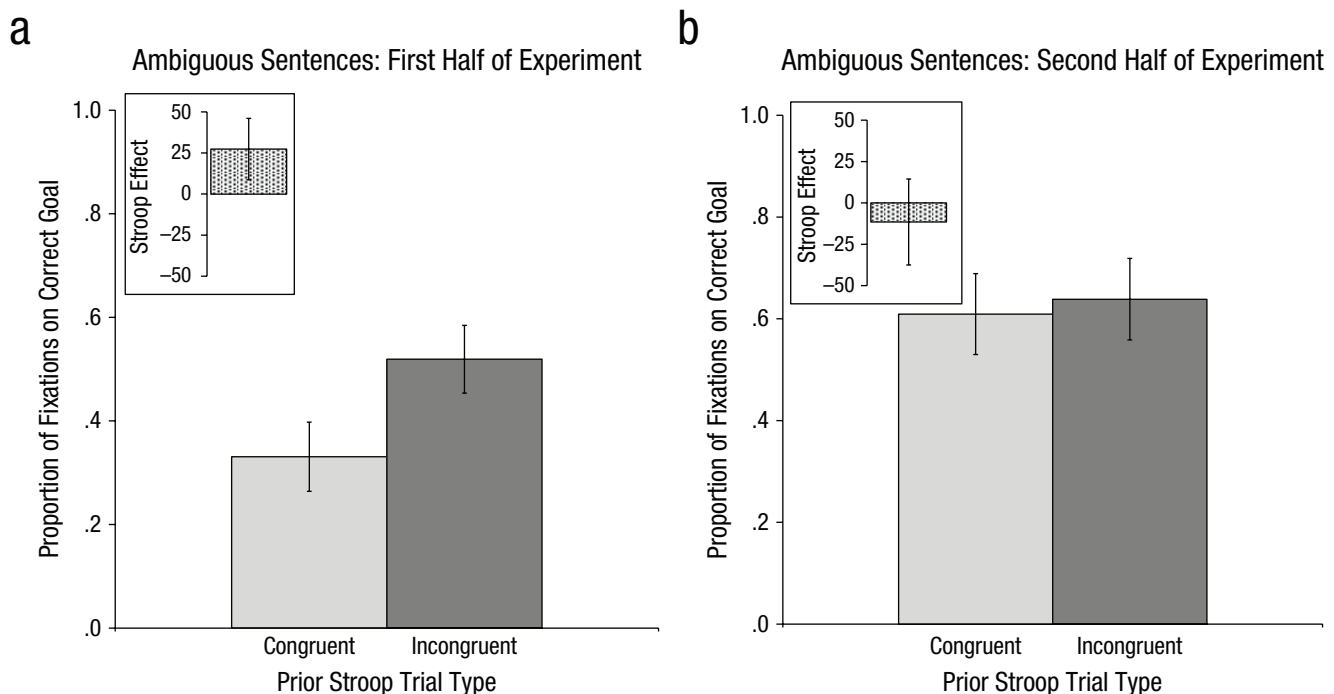 a
Ambiguous Sentences: First Half of Experiment
Proportion of Fixations on Correct Goal
1.0
.8
.6
.4
.2
.0
Stroop Effect
50
25
0
−25
−50
Congruent
Incongruent
Prior Stroop Trial Type
b
Ambiguous Sentences: Second Half of Experiment
Proportion of Fixations on Correct Goal
1.0
.8
.6
.4
.2
.0
Stroop Effect
50
25
0
−25
−50
Congruent
Incongruent
Prior Stroop Trial Type